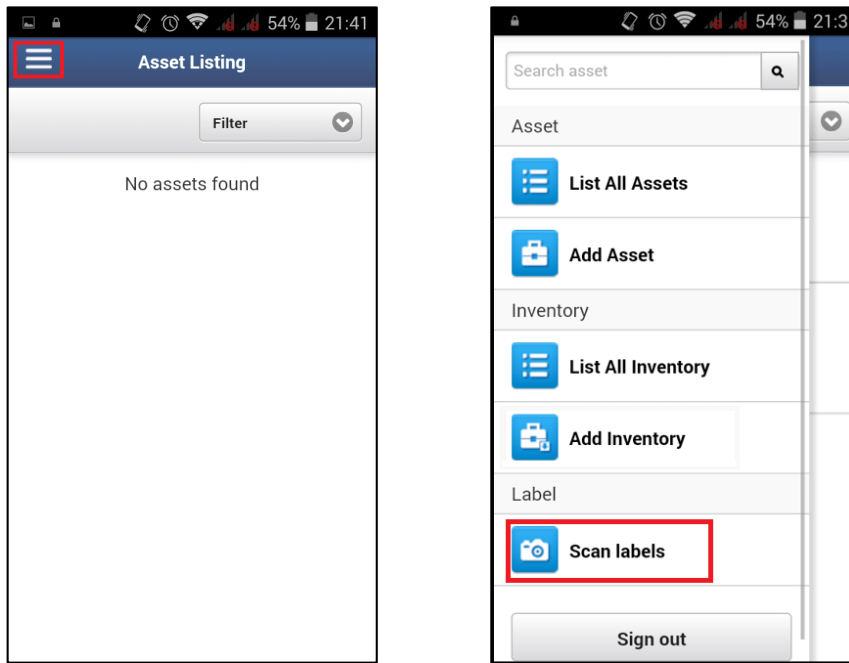 54% 21:41
Asset Listing
Filter
No assets found
54% 21:3
Search asset
Asset
List All Assets
Add Asset
Inventory
List All Inventory
Add Inventory
Label
Scan labels
Sign out